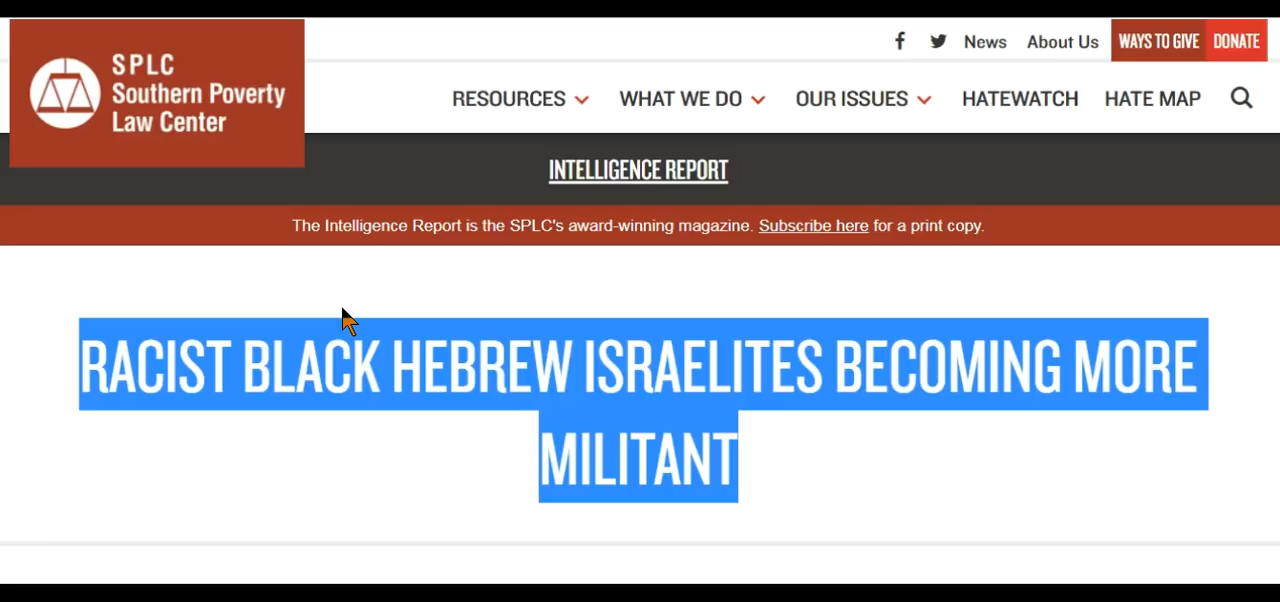 SPLC
Southern Poverty
Law Center
News About Us WAYS TO GIVE DONATE
RESOURCES WHAT WE DO OUR ISSUES HATEWATCH HATE MAP
INTELLIGENCE REPORT
The Intelligence Report is the SPLC's award-winning magazine. Subscribe here for a print copy.
RACIST BLACK HEBREW ISRAELITES BECOMING MORE
MILITANT